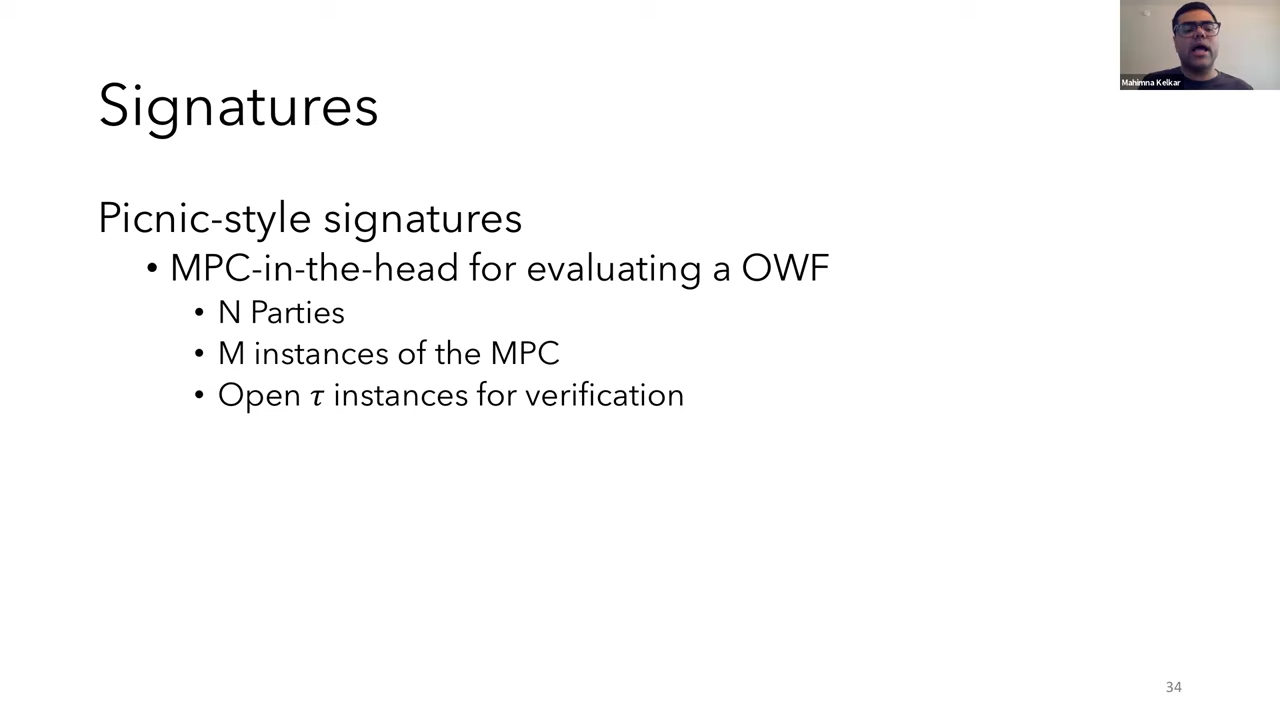 Signatures
Mahimna Kelkar
Picnic-style signatures
• MPC-in-the-head for evaluating a OWF
• N Parties
• M instances of the MPC
• Open τ instances for verification
34